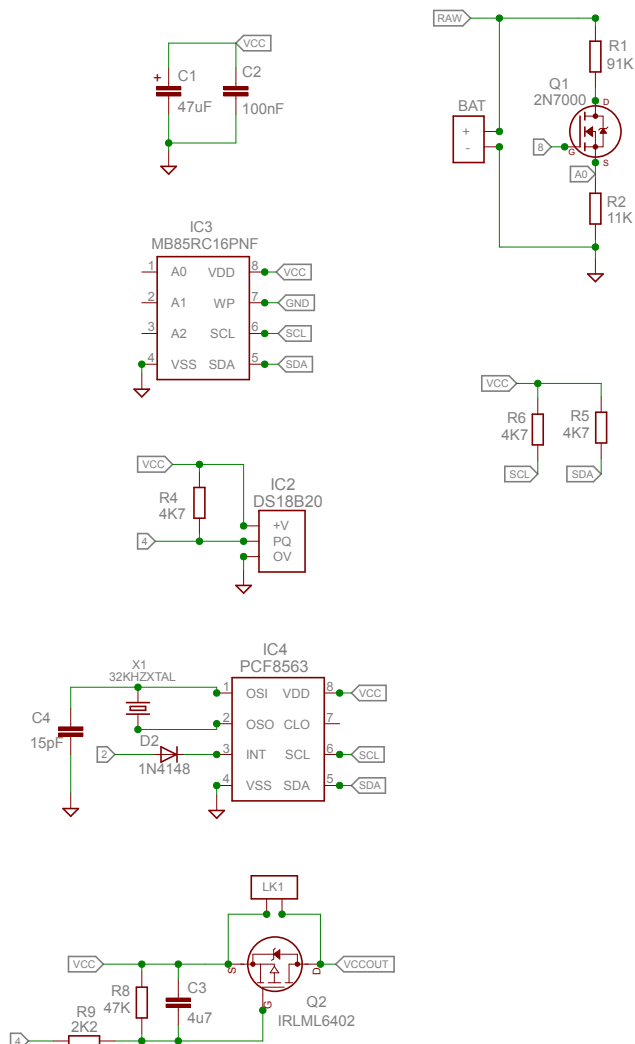 VCC
C1
47uF
C2
100nF
+
RAW
R1
91K
Q1
2N7000
D
BAT
+
-
8
G
S
A0
R2
11K
IC3
MB85RC16PNF
1 A0 VDD 8 VCC
2 A1 WP 7 GND
3 A2 SCL 6 SCL
4 VSS SDA 5 SDA
VCC
R6
4K7
R5
4K7
SCL
SDA
VCC
R4
4K7
4
IC2
DS18B20
+V
PQ
OV
IC4
PCF8563
X1
32KHZXTAL
C4
15pF
D2
2
1N4148
1 OSI VDD 8 VCC
2 OSO CLO 7
3 INT SCL 6 SCL
4 VSS SDA 5 SDA
LK1
VCC
S
D
VCCOUT
G
R8
47K
C3
4u7
Q2
IRLML6402
R9
2K2
4